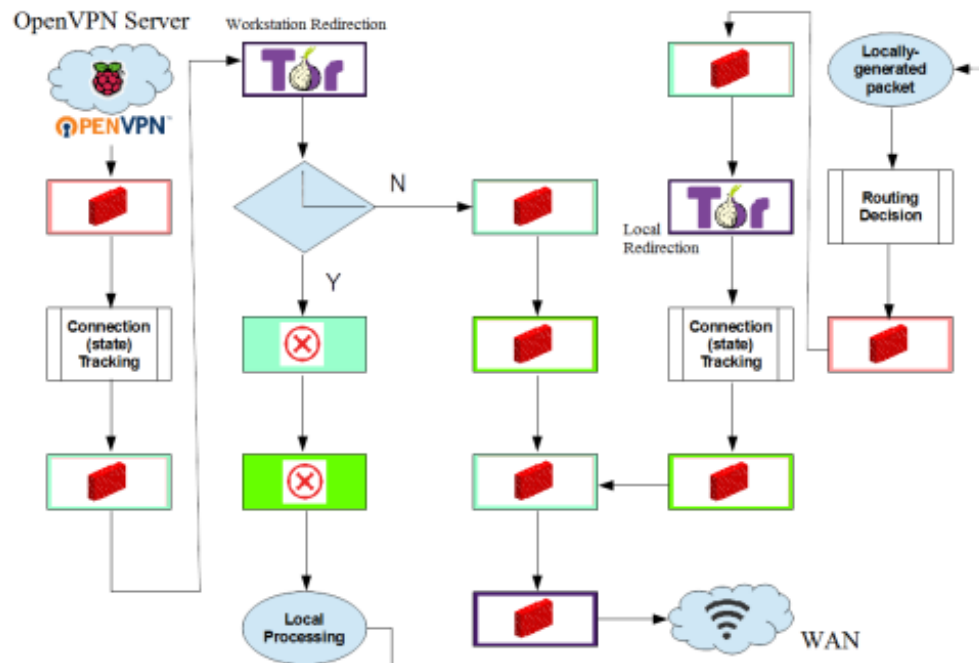 OpenVPN Server
OPENVPN™
Connection
(state)
Tracking
Workstation Redirection
Tor
N
Y
Local
Processing
Tor
Local
Redirection
Connection
(state)
Tracking
Locally-
generated
packet
Routing
Decision
WAN